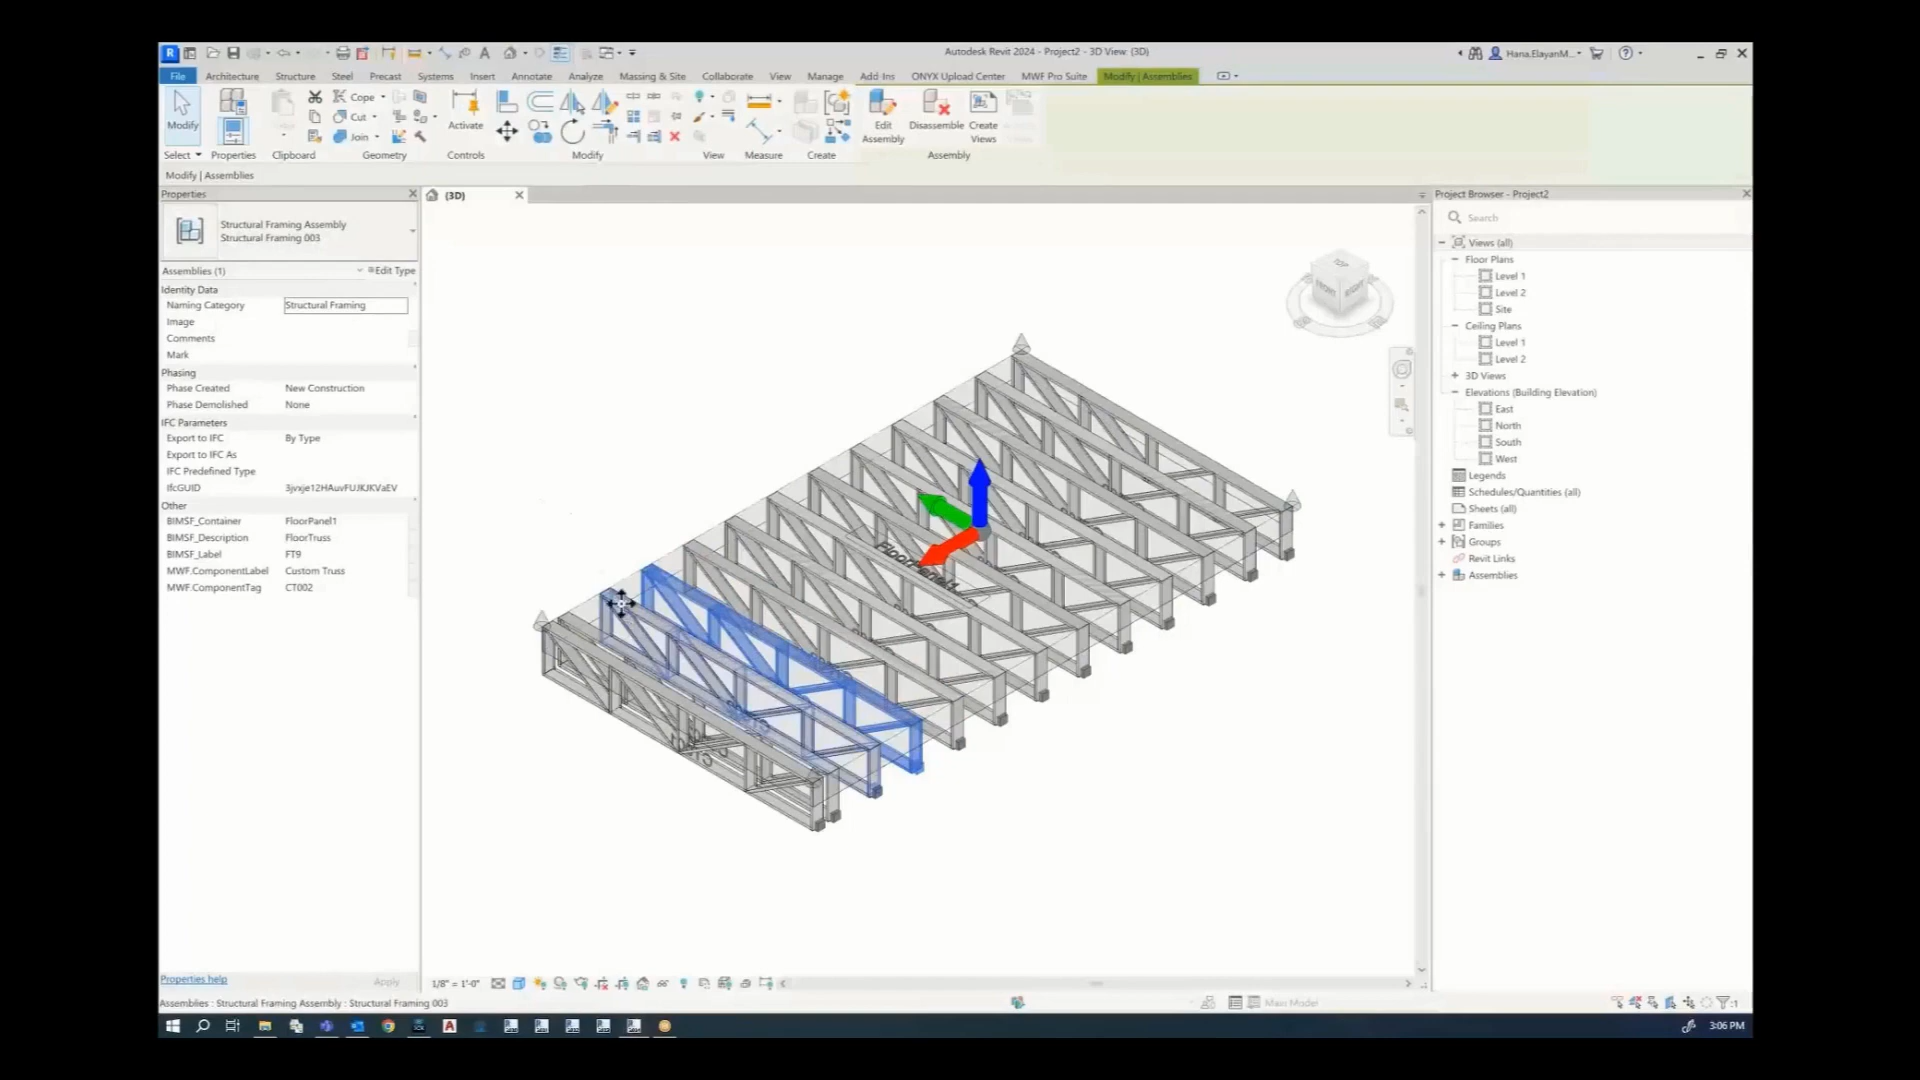 Autodesk Revit 2024 - Project2 - 3D View: {3D}
Hana.ElayanM...
File Architecture Structure Steel Precast Systems Insert Annotate Analyze Massing & Site Collaborate View Manage Add-Ins ONYX Upload Center MWF Pro Suite Modify | Assemblies
Modify
Cope
Cut
Join
Activate
Edit Assembly
Disassemble
Create Views
Select Properties Clipboard Geometry Controls Modify View Measure Create Assembly
Modify | Assemblies
Properties
Structural Framing Assembly
Structural Framing 003
Assemblies (1)
Edit Type
Identity Data
Naming Category Structural Framing
Image
Comments
Mark
Phasing
Phase Created New Construction
Phase Demolished None
IFC Parameters
Export to IFC By Type
Export to IFC As
IFC Predefined Type
IfcGUID 3jvxje12HAuvFUJKJKVaEV
Other
BIMSF_Container FloorPanel1
BIMSF_Description FloorTruss
BIMSF_Label FT9
MWF.ComponentLabel Custom Truss
MWF.ComponentTag CT002
Properties help
Apply
(3D)
TOP
FRONT
RIGHT
FloorPanel1
1/8" = 1'-0"
Project Browser - Project2
Search
Views (all)
Floor Plans
Level 1
Level 2
Site
Ceiling Plans
Level 1
Level 2
3D Views
Elevations (Building Elevation)
East
North
South
West
Legends
Schedules/Quantities (all)
Sheets (all)
Families
Groups
Revit Links
Assemblies
Assemblies : Structural Framing Assembly : Structural Framing 003
Main Model
:1
3:06 PM